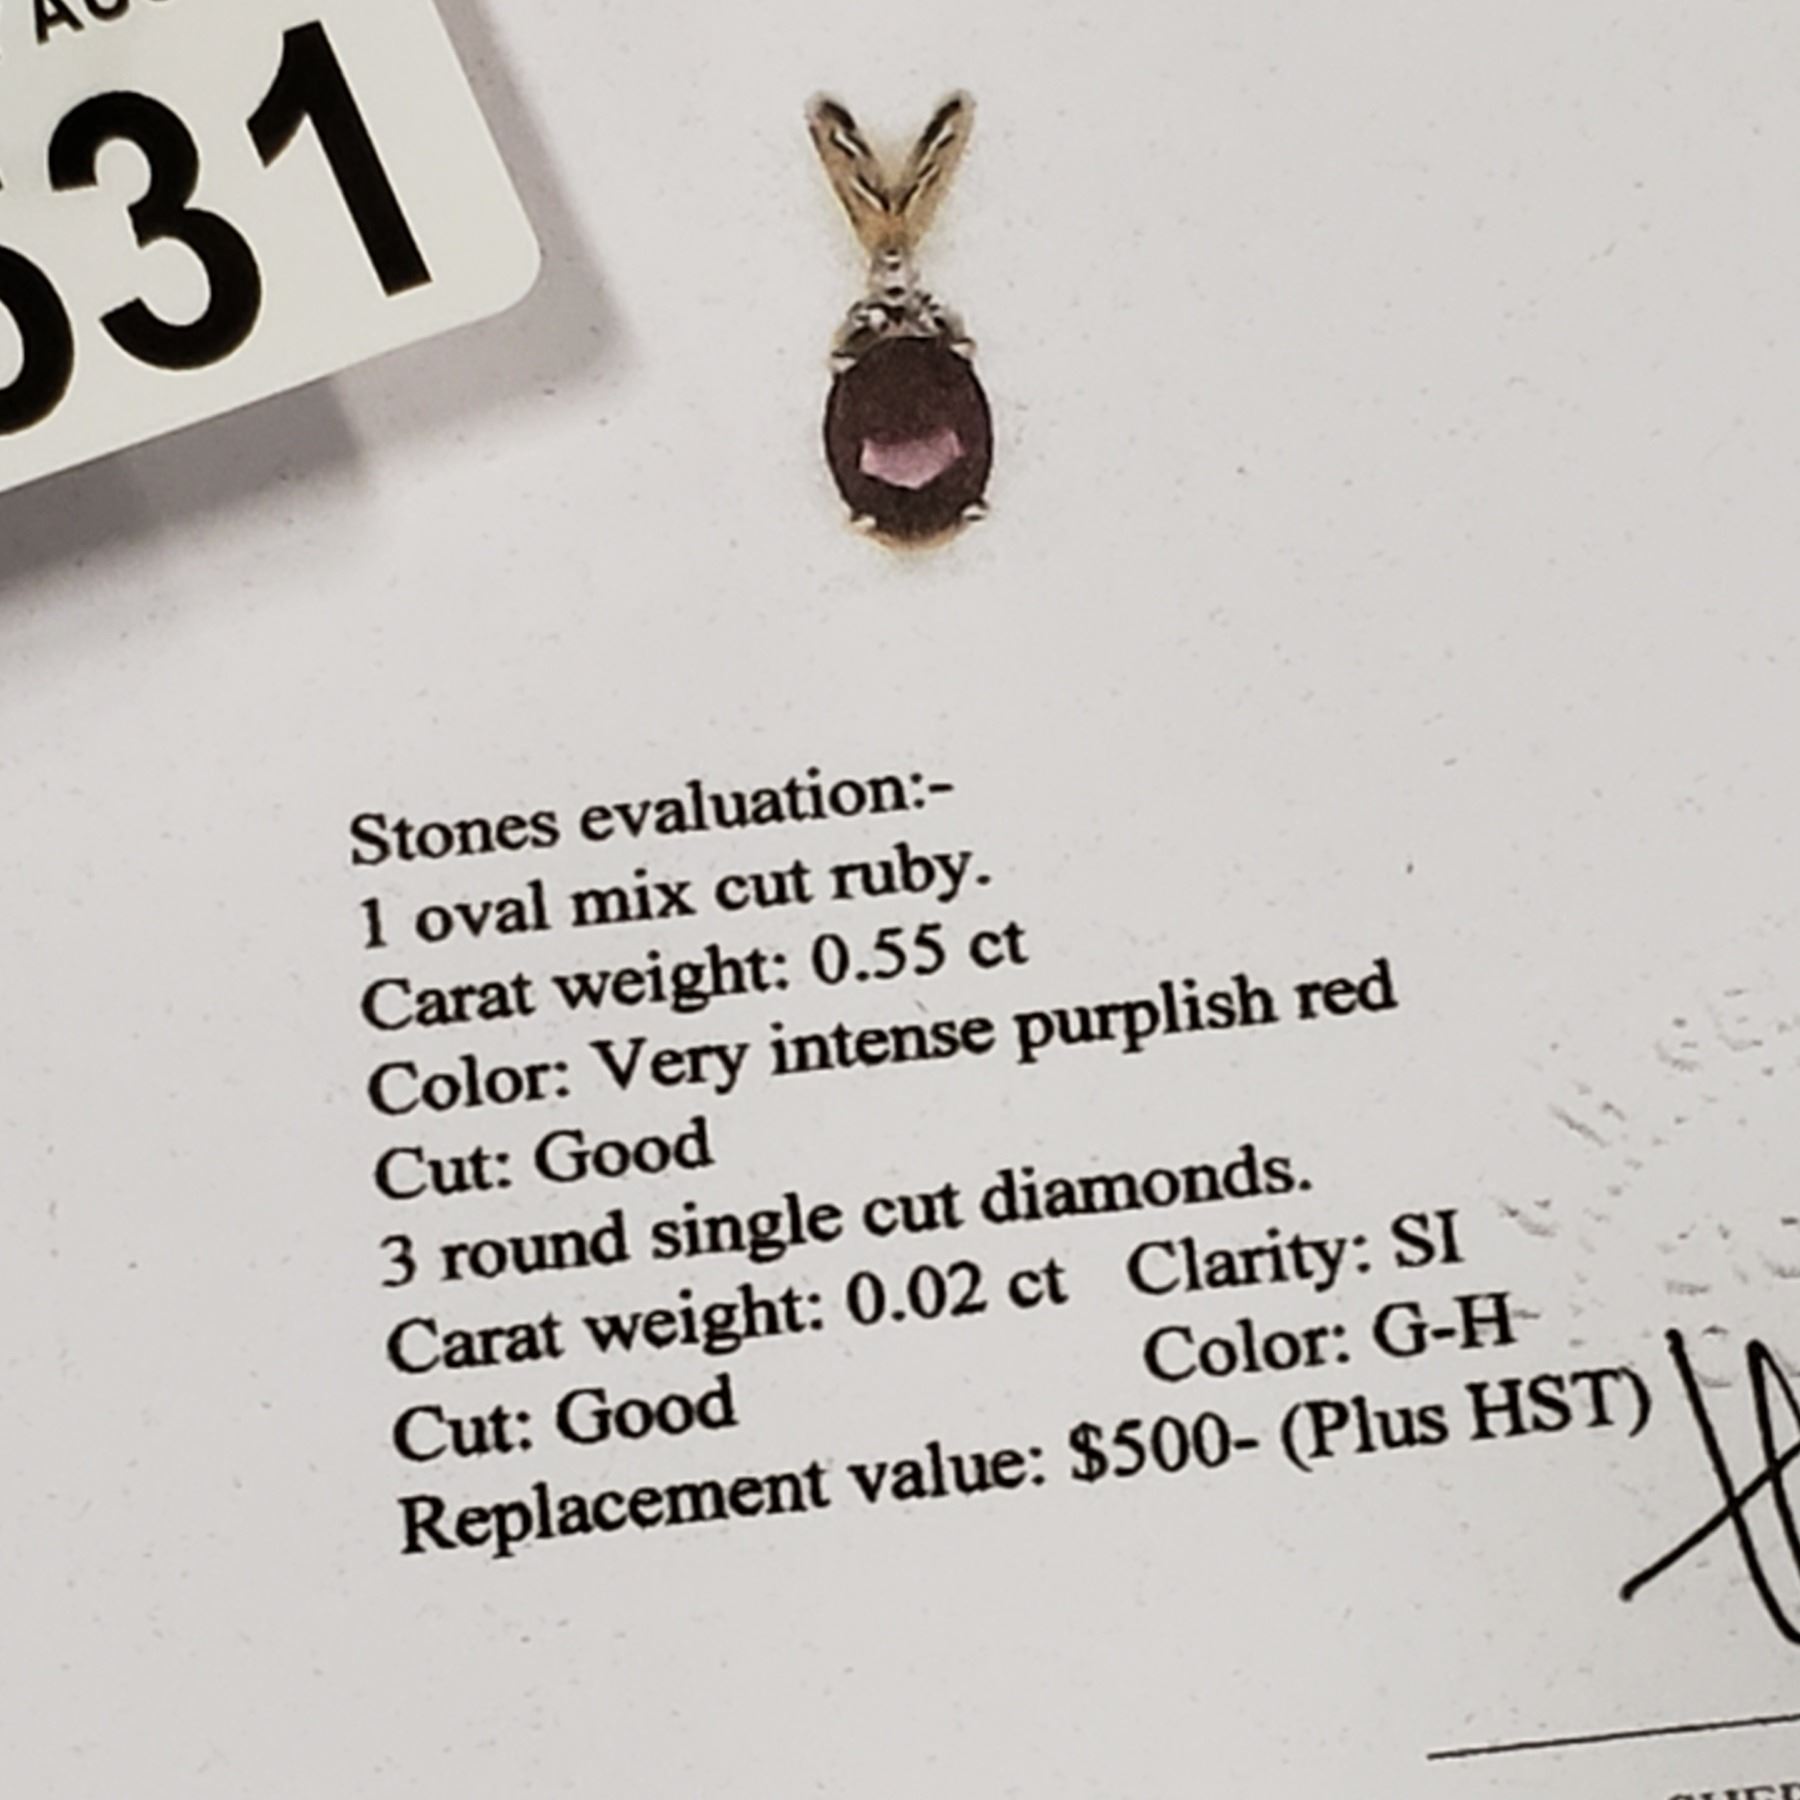 31
Stones evaluation:-
1 oval mix cut ruby.
Carat weight: 0.55 ct
Color: Very intense purplish red
Cut: Good
3 round single cut diamonds.
Carat weight: 0.02 ct Clarity: SI
Cut: Good Color: G-H
Replacement value: $500- (Plus HST)